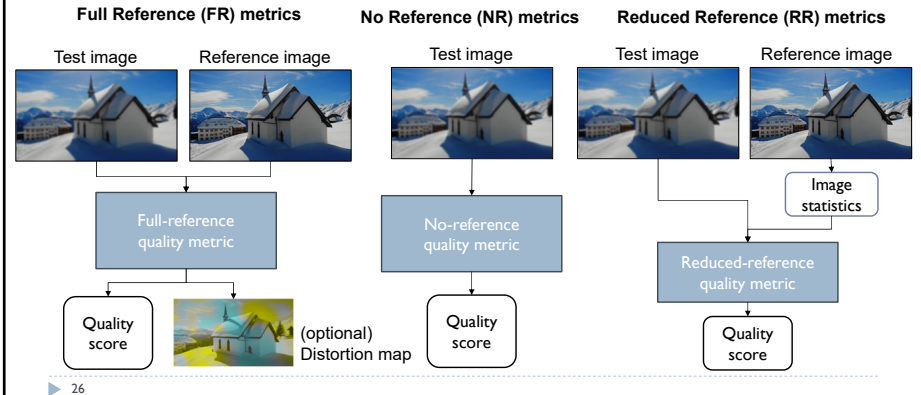 Full Reference (FR) metrics
Test image
Reference image
Full-reference
quality metric
Quality
score
(optional)
Distortion map
No Reference (NR) metrics
Test image
No-reference
quality metric
Quality
score
Reduced Reference (RR) metrics
Test image
Reference image
Image
statistics
Reduced-reference
quality metric
Quality
score
26